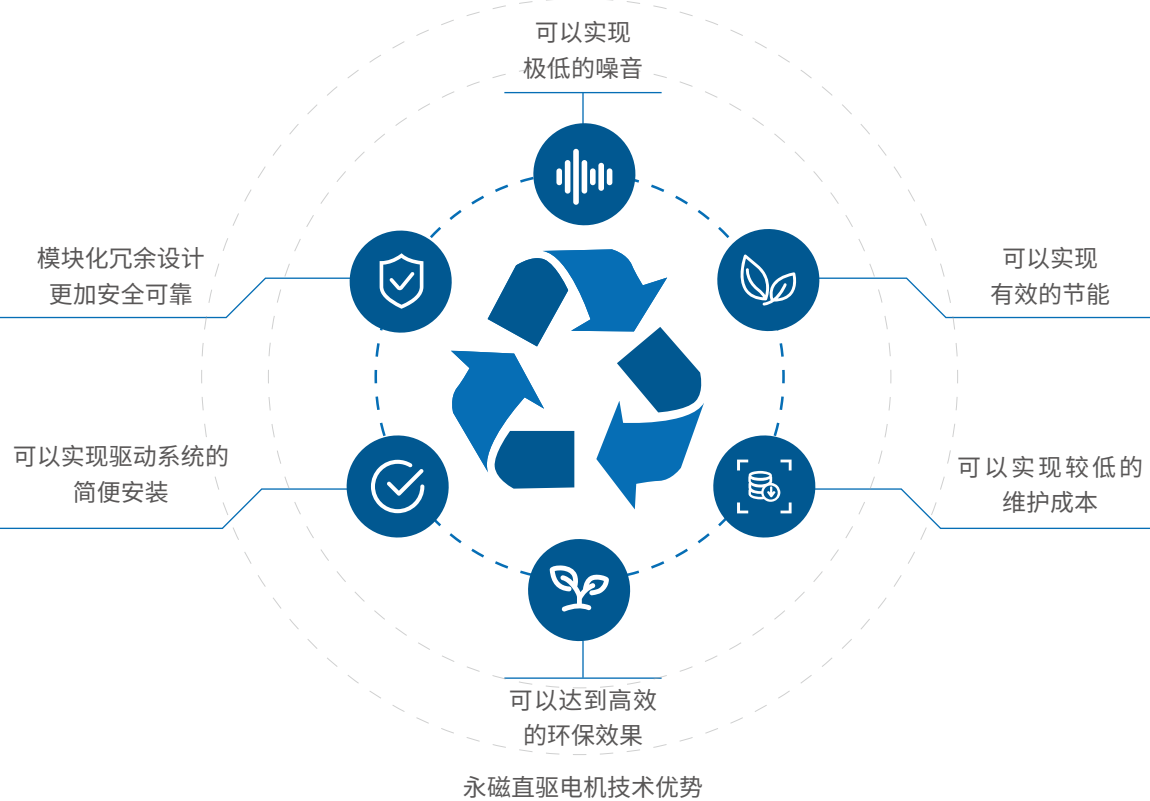 可以实现
极低的噪音
模块化冗余设计
更加安全可靠
可以实现
有效的节能
可以实现驱动系统的
简便安装
可以实现较低的
维护成本
可以达到高效
的环保效果
永磁直驱电机技术优势